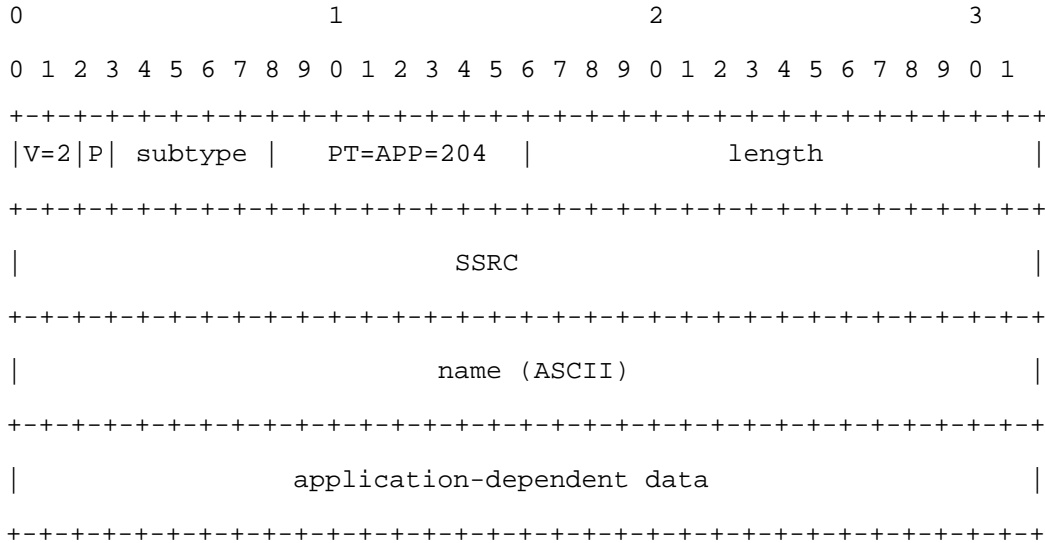 0                   1                   2                   3
0 1 2 3 4 5 6 7 8 9 0 1 2 3 4 5 6 7 8 9 0 1 2 3 4 5 6 7 8 9 0 1
+-+-+-+-+-+-+-+-+-+-+-+-+-+-+-+-+-+-+-+-+-+-+-+-+-+-+-+-+-+-+-+-+
|V=2|P| subtype |   PT=APP=204  |            length             |
+-+-+-+-+-+-+-+-+-+-+-+-+-+-+-+-+-+-+-+-+-+-+-+-+-+-+-+-+-+-+-+-+
|                           SSRC                                |
+-+-+-+-+-+-+-+-+-+-+-+-+-+-+-+-+-+-+-+-+-+-+-+-+-+-+-+-+-+-+-+-+
|                          name (ASCII)                         |
+-+-+-+-+-+-+-+-+-+-+-+-+-+-+-+-+-+-+-+-+-+-+-+-+-+-+-+-+-+-+-+-+
|                 application-dependent data                    |
+-+-+-+-+-+-+-+-+-+-+-+-+-+-+-+-+-+-+-+-+-+-+-+-+-+-+-+-+-+-+-+-+